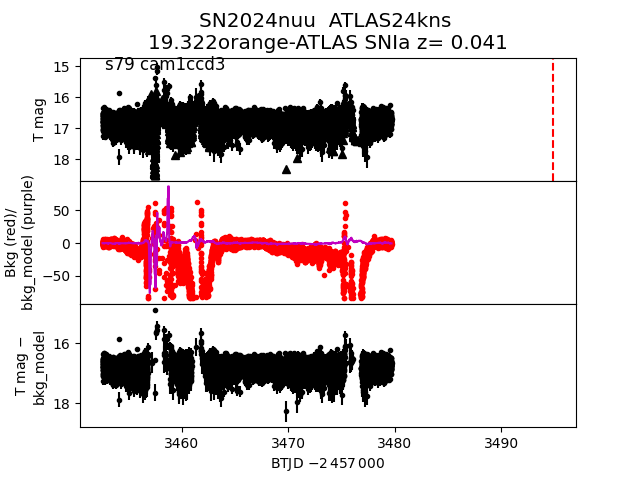 SN2024nuu  ATLAS24kns
19.322orange-ATLAS SNIa z= 0.041
s79 cam1ccd3
15
16
17
18
T mag
50
0
−50
Bkg (red)/
bkg_model (purple)
16
18
T mag −
bkg_model
3460
3470
3480
3490
BTJD −2 457 000